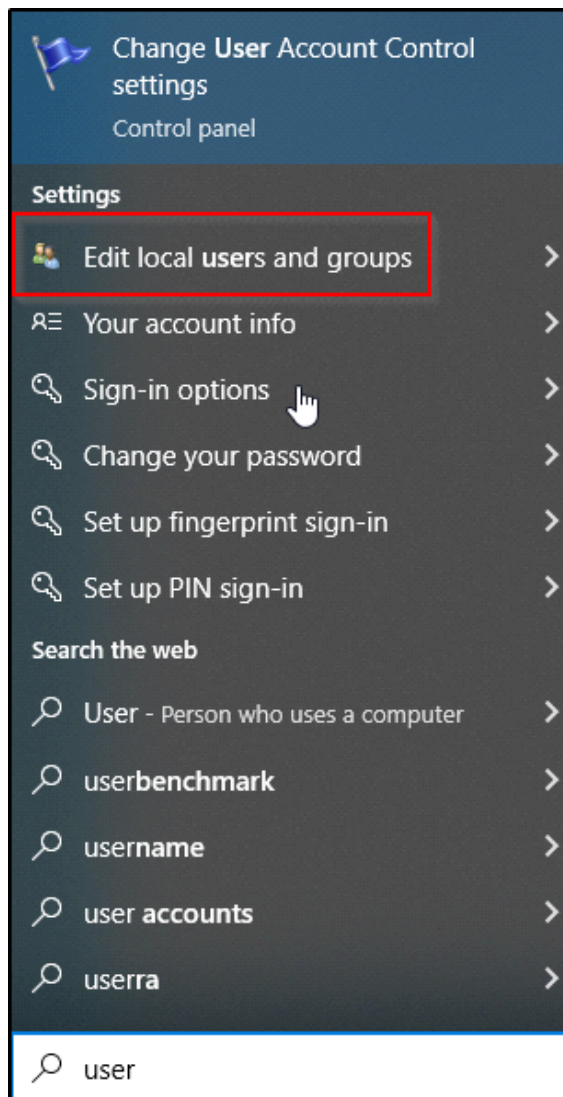 Change User Account Control
settings
Control panel
Settings
Edit local users and groups
Your account info
Sign-in options
Change your password
Set up fingerprint sign-in
Set up PIN sign-in
Search the web
User - Person who uses a computer
userbenchmark
username
user accounts
userra
user